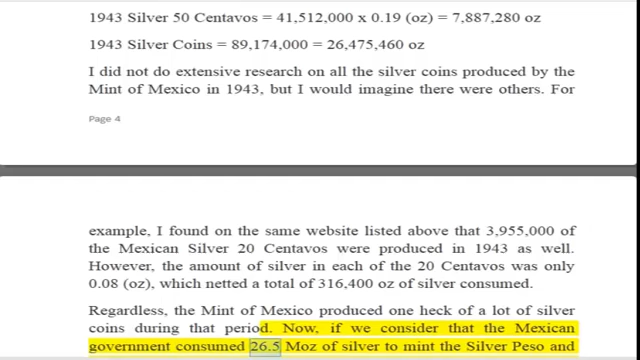 1943 Silver 50 Centavos = 41,512,000 x 0.19 (oz) = 7,887,280 oz
1943 Silver Coins = 89,174,000 = 26,475,460 oz
I did not do extensive research on all the silver coins produced by the
Mint of Mexico in 1943, but I would imagine there were others. For
Page 4
example, I found on the same website listed above that 3,955,000 of
the Mexican Silver 20 Centavos were produced in 1943 as well.
However, the amount of silver in each of the 20 Centavos was only
0.08 (oz), which netted a total of 316,400 oz of silver consumed.
Regardless, the Mint of Mexico produced one heck of a lot of silver
coins during that period. Now, if we consider that the Mexican
government consumed 26.5 Moz of silver to mint the Silver Peso and